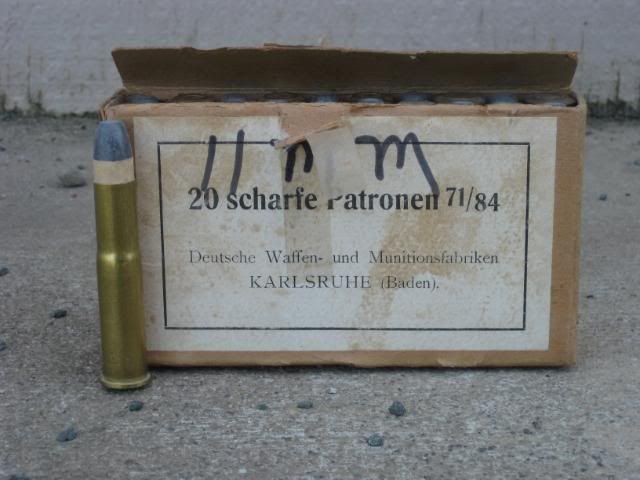 11 m m
20 scharfe Patronen 71/84
Deutsche Waffen- und Munitionsfabriken
KARLSRUHE (Baden).